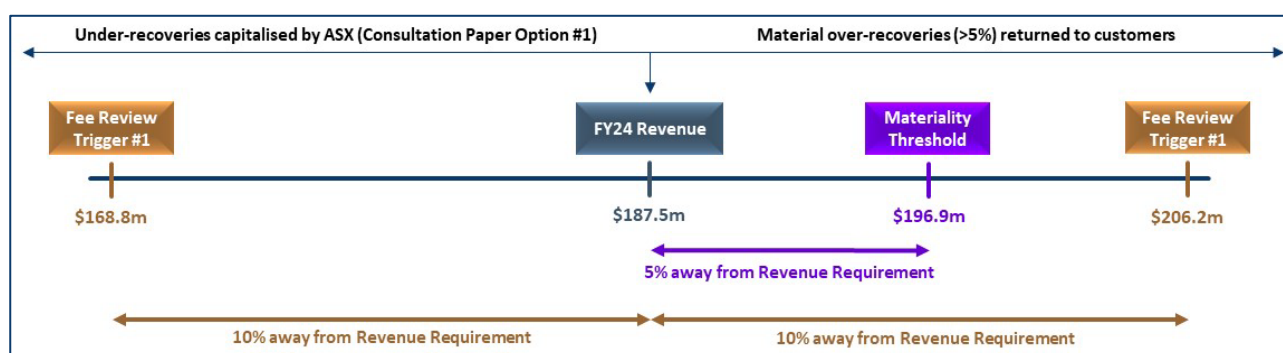 Under-recoveries capitalised by ASX (Consultation Paper Option #1)
Material over-recoveries (>5%) returned to customers
Fee Review
Trigger #1
FY24 Revenue
Materiality
Threshold
Fee Review
Trigger #1
$168.8m
$187.5m
$196.9m
$206.2m
5% away from Revenue Requirement
10% away from Revenue Requirement
10% away from Revenue Requirement